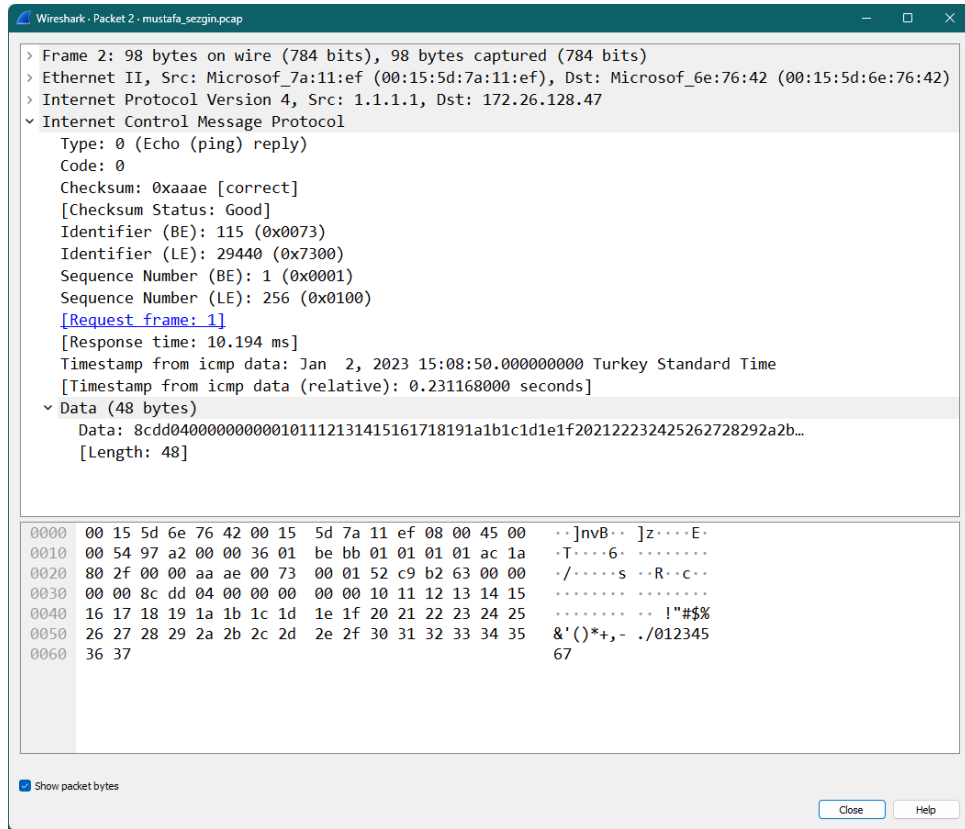 Wireshark · Packet 2 · mustafa_sezgin.pcap
> Frame 2: 98 bytes on wire (784 bits), 98 bytes captured (784 bits)
> Ethernet II, Src: Microsof_7a:11:ef (00:15:5d:7a:11:ef), Dst: Microsof_6e:76:42 (00:15:5d:6e:76:42)
> Internet Protocol Version 4, Src: 1.1.1.1, Dst: 172.26.128.47
Internet Control Message Protocol
Type: 0 (Echo (ping) reply)
Code: 0
Checksum: 0xaaae [correct]
[Checksum Status: Good]
Identifier (BE): 115 (0x0073)
Identifier (LE): 29440 (0x7300)
Sequence Number (BE): 1 (0x0001)
Sequence Number (LE): 256 (0x0100)
[Request frame: 1]
[Response time: 10.194 ms]
Timestamp from icmp data: Jan  2, 2023 15:08:50.000000000 Turkey Standard Time
[Timestamp from icmp data (relative): 0.231168000 seconds]
Data (48 bytes)
Data: 8cdd040000000000101112131415161718191a1b1c1d1e1f202122232425262728292a2b…
[Length: 48]
0000 00 15 5d 6e 76 42 00 15 5d 7a 11 ef 08 00 45 00 ··]nvB·· ]z····E·
0010 00 54 97 a2 00 00 36 01 be bb 01 01 01 01 ac 1a ·T····6· ········
0020 80 2f 00 00 aa ae 00 73 00 01 52 c9 b2 63 00 00 ·/·····s ··R··c··
0030 00 00 8c dd 04 00 00 00 00 00 10 11 12 13 14 15 ········ ········
0040 16 17 18 19 1a 1b 1c 1d 1e 1f 20 21 22 23 24 25 ········ ·· !"#$%
0050 26 27 28 29 2a 2b 2c 2d 2e 2f 30 31 32 33 34 35 &'()*+,- ./012345
0060 36 37 67
Show packet bytes
Close Help